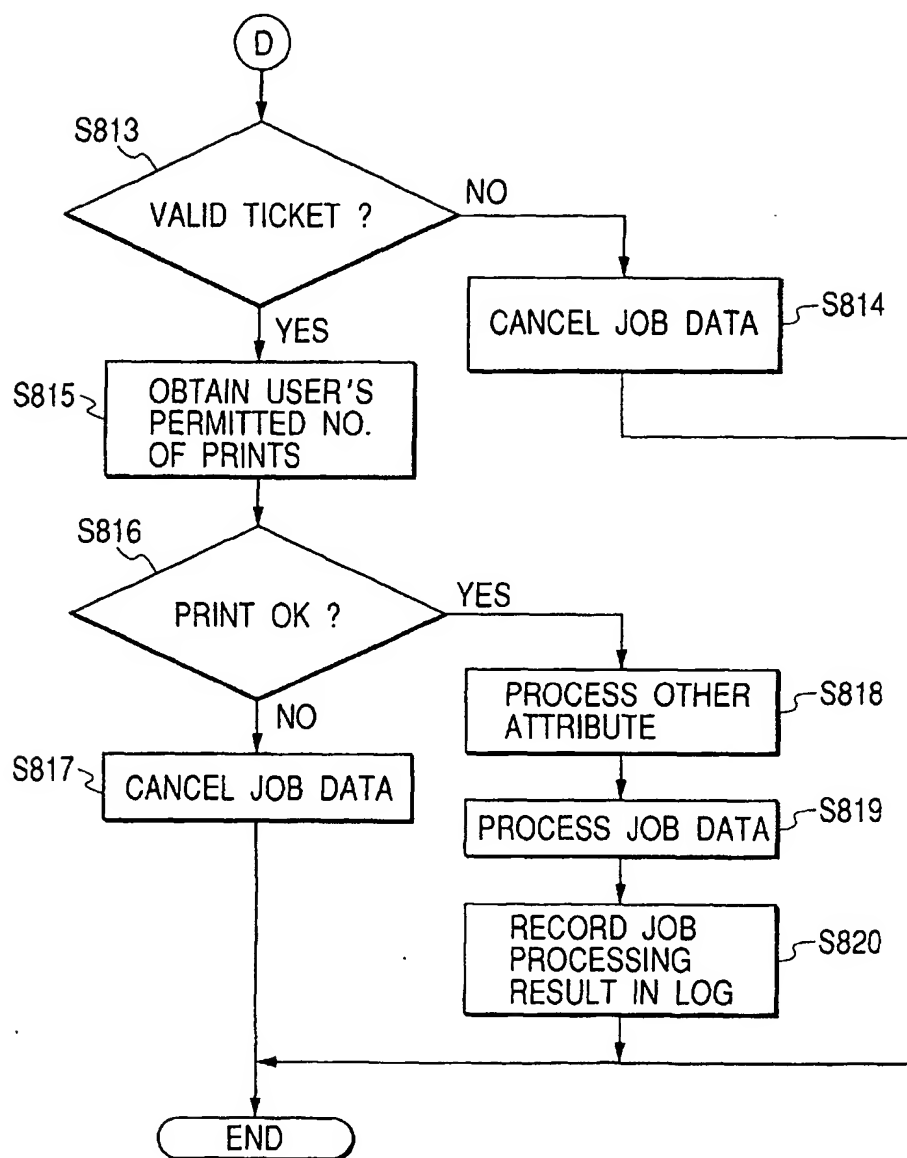 D
S813
VALID TICKET ?
NO
CANCEL JOB DATA
S814
YES
S815
OBTAIN USER'S
PERMITTED NO.
OF PRINTS
S816
PRINT OK ?
YES
NO
PROCESS OTHER
ATTRIBUTE
S818
S817
CANCEL JOB DATA
PROCESS JOB DATA
S819
RECORD JOB
PROCESSING
RESULT IN LOG
S820
END